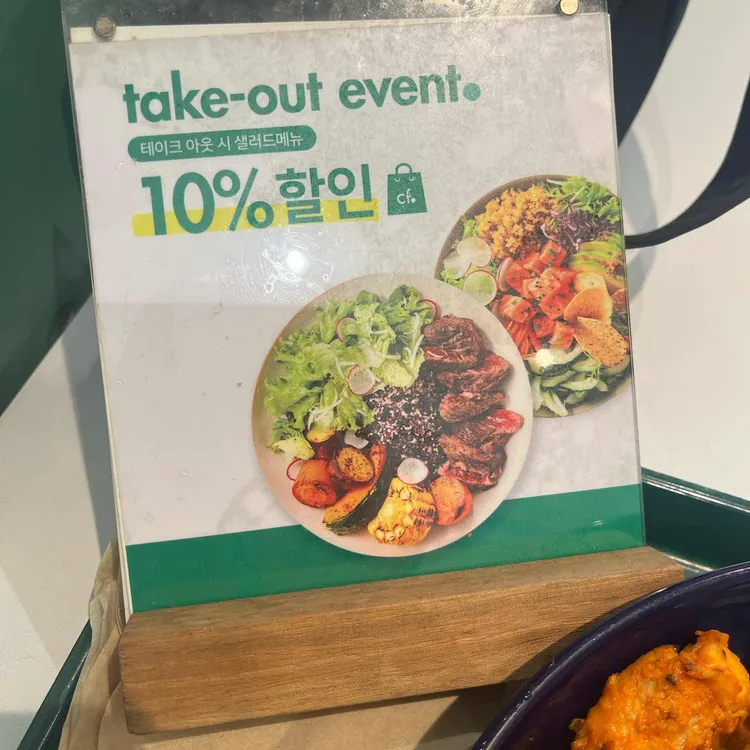 take-out event.
테이크 아웃 시 샐러드메뉴
10% 할인
cf.